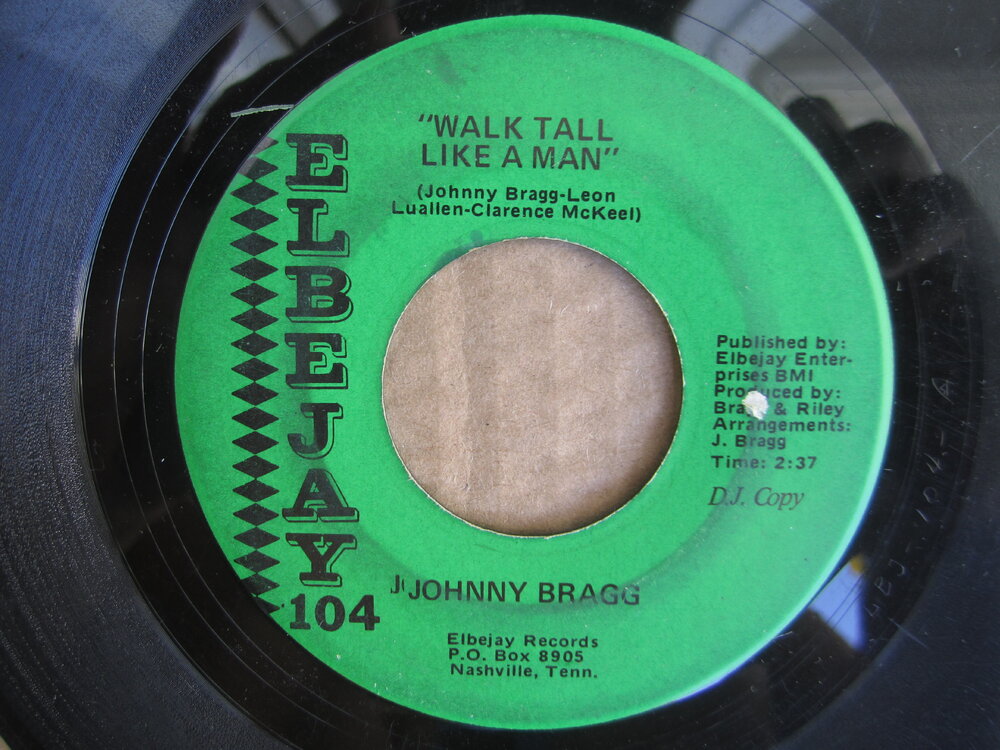 "WALK TALL
LIKE A MAN"
(Johnny Bragg-Leon
Luallen-Clarence McKeel)
ELBEJAY
104
Published by:
Elbejay Enter-
prises BMI
Produced by:
Bragg & Riley
Arrangements:
J. Bragg
Time: 2:37
D.J. Copy
JOHNNY BRAGG
Elbejay Records
P.O. Box 8905
Nashville, Tenn.